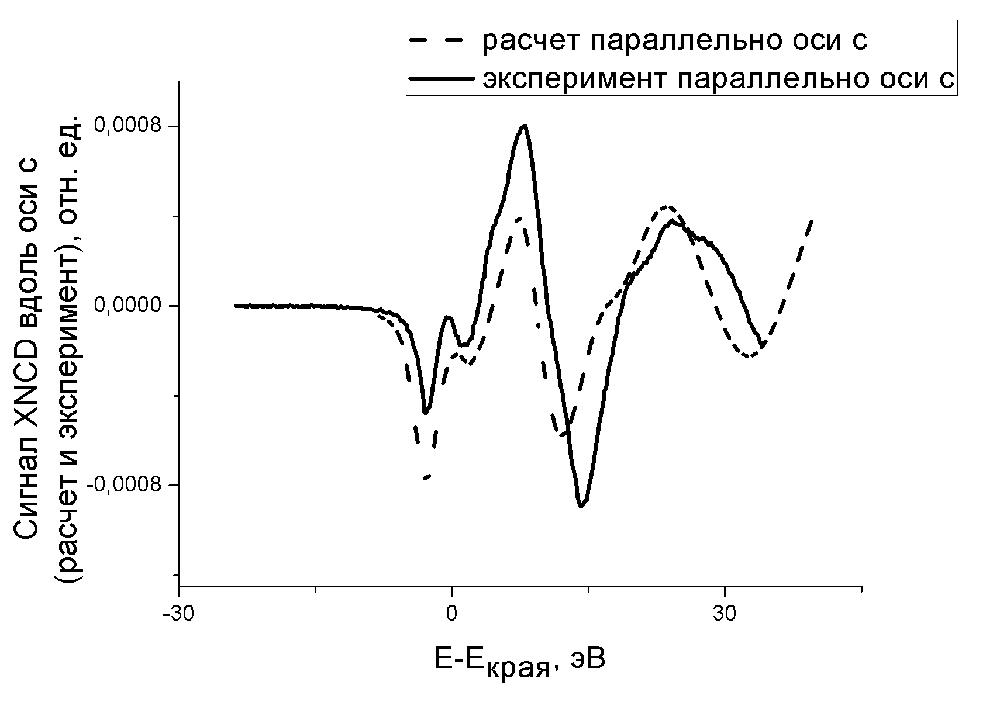 расчет параллельно оси с
эксперимент параллельно оси с
Сигнал XNCD вдоль оси с
(расчет и эксперимент), отн. ед.
0,0008
0,0000
-0,0008
-30
0
30
E-Eкрая, эВ